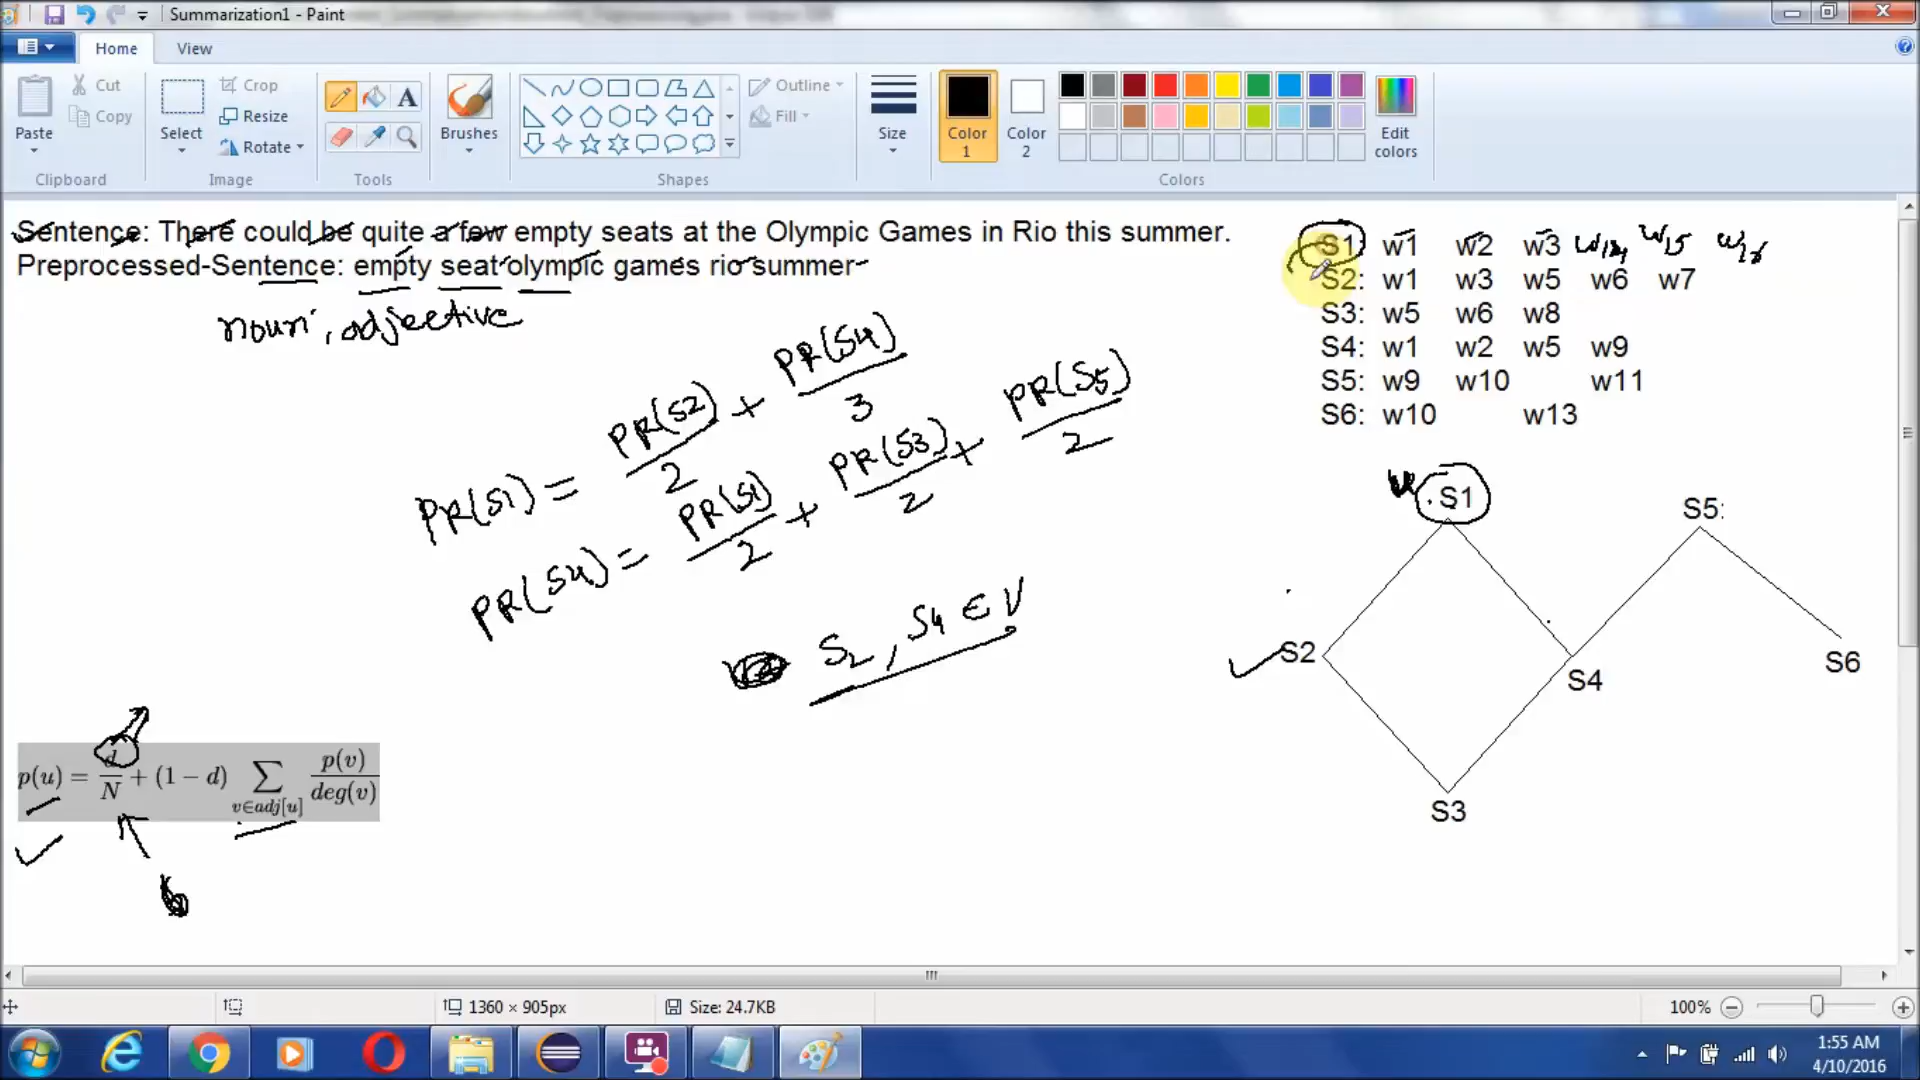 Summarization1 - Paint
Home
View
Paste
Cut
Copy
Clipboard
Select
Crop
Resize
Rotate
Image
A
Tools
Brushes
Shapes
Outline
Fill
Size
Color 1
Color 2
Edit colors
Colors
Sentence: There could be quite a few empty seats at the Olympic Games in Rio this summer.
Preprocessed-Sentence: empty seat olympic games rio summer
noun, adjective
S1 w1 w2 w3 w14 w15
S2: w1 w3 w5 w6 w7
S3: w5 w6 w8
S4: w1 w2 w5 w9
S5: w9 w10 w11
S6: w10 w13
PR(S1) = PR(S2)/2 + PR(S4)/3
PR(S4) = PR(S1)/2 + PR(S3)/2 + PR(S5)/2
S2, S4 ∈ V
u
S1
S5:
S2
S4
S6
S3
p(u) = d/N + (1 − d) ∑ v∈adj[u] p(v)/deg(v)
6
1360 × 905px
Size: 24.7KB
100%
1:55 AM
4/10/2016